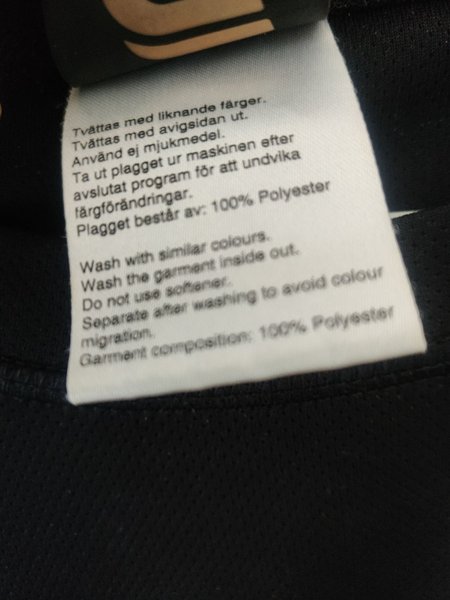 Tvättas med liknande färger.
Tvättas med avigsidan ut.
Använd ej mjukmedel.
Ta ut plagget ur maskinen efter
avslutat program för att undvika
färgförändringar.
Plagget består av: 100% Polyester
Wash with similar colours.
Wash the garment inside out.
Do not use softener.
Separate after washing to avoid colour
migration.
Garment composition: 100% Polyester